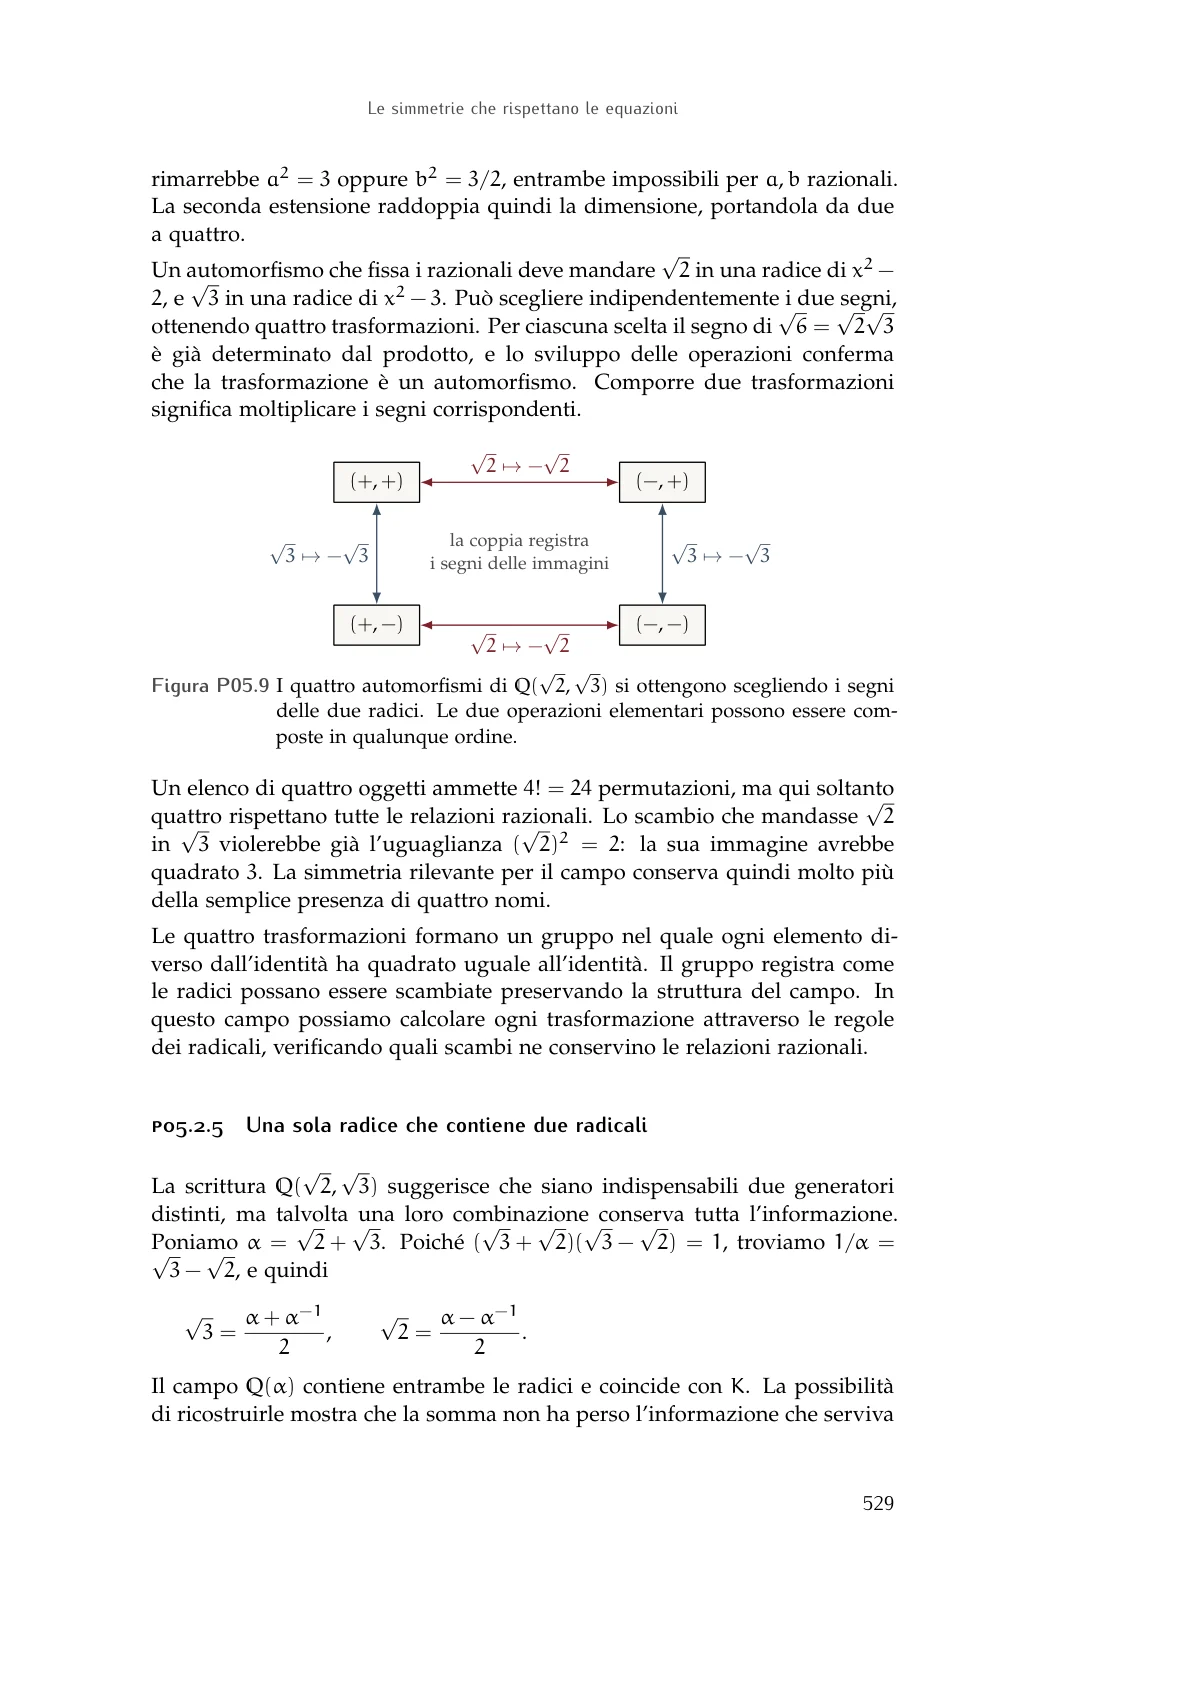 Le simmetrie che rispettano le equazioni
rimarrebbe a² = 3 oppure b² = 3/2, entrambe impossibili per a, b razionali.
La seconda estensione raddoppia quindi la dimensione, portandola da due
a quattro.
Un automorfismo che fissa i razionali deve mandare √2 in una radice di x² −
2, e √3 in una radice di x² − 3. Può scegliere indipendentemente i due segni,
ottenendo quattro trasformazioni. Per ciascuna scelta il segno di √6 = √2√3
è già determinato dal prodotto, e lo sviluppo delle operazioni conferma
che la trasformazione è un automorfismo. Comporre due trasformazioni
significa moltiplicare i segni corrispondenti.
√2 ↦ −√2
(+, +)
(−, +)
√3 ↦ −√3
la coppia registra
i segni delle immagini
√3 ↦ −√3
(+, −)
(−, −)
√2 ↦ −√2
Figura P05.9 I quattro automorfismi di ℚ(√2, √3) si ottengono scegliendo i segni
delle due radici. Le due operazioni elementari possono essere com-
poste in qualunque ordine.
Un elenco di quattro oggetti ammette 4! = 24 permutazioni, ma qui soltanto
quattro rispettano tutte le relazioni razionali. Lo scambio che mandasse √2
in √3 violerebbe già l'uguaglianza (√2)² = 2: la sua immagine avrebbe
quadrato 3. La simmetria rilevante per il campo conserva quindi molto più
della semplice presenza di quattro nomi.
Le quattro trasformazioni formano un gruppo nel quale ogni elemento di-
verso dall'identità ha quadrato uguale all'identità. Il gruppo registra come
le radici possano essere scambiate preservando la struttura del campo. In
questo campo possiamo calcolare ogni trasformazione attraverso le regole
dei radicali, verificando quali scambi ne conservino le relazioni razionali.
P05.2.5 Una sola radice che contiene due radicali
La scrittura ℚ(√2, √3) suggerisce che siano indispensabili due generatori
distinti, ma talvolta una loro combinazione conserva tutta l'informazione.
Poniamo α = √2 + √3. Poiché (√3 + √2)(√3 − √2) = 1, troviamo 1/α =
√3 − √2, e quindi
√3 = (α + α⁻¹)/2, √2 = (α − α⁻¹)/2.
Il campo ℚ(α) contiene entrambe le radici e coincide con K. La possibilità
di ricostruirle mostra che la somma non ha perso l'informazione che serviva
529